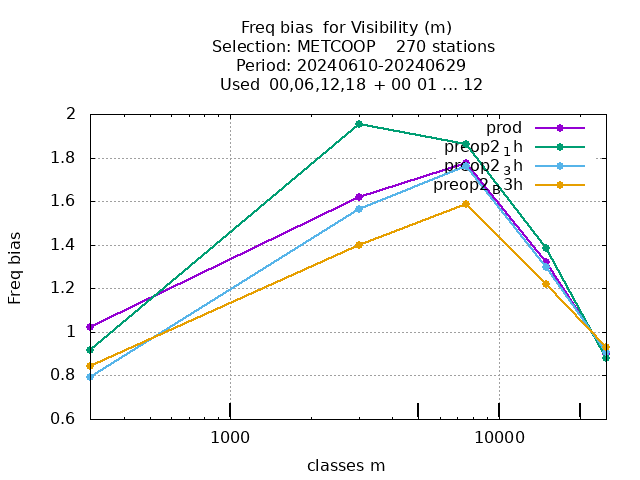 Freq bias  for Visibility (m)
Selection: METCOOP    270 stations
Period: 20240610-20240629
Used  00,06,12,18  + 00 01 ... 12
prod
preop2₁h
preop2₃h
preop2_B3h
2
1.8
1.6
1.4
1.2
1
0.8
0.6
Freq bias
1000 10000
classes m